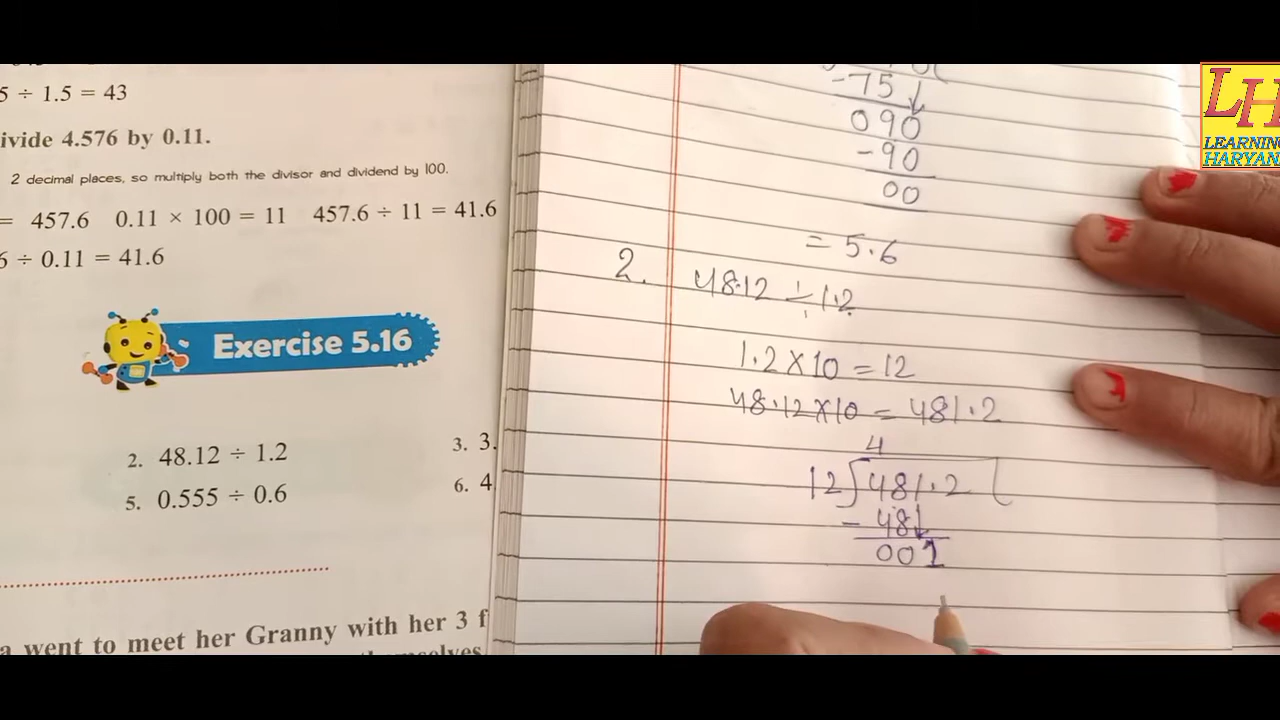 5 ÷ 1.5 = 43
ivide 4.576 by 0.11.
2 decimal places, so multiply both the divisor and dividend by 100.
= 457.6 0.11 × 100 = 11 457.6 ÷ 11 = 41.6
6 ÷ 0.11 = 41.6
Exercise 5.16
2. 48.12 ÷ 1.2
3. 3.
5. 0.555 ÷ 0.6
6. 4
a went to meet her Granny with her 3 f
-75
090
-90
00
= 5.6
2. 48.12 ÷ 1.2
1.2 X 10 = 12
48.12 X 10 = 481.2
4
12 481.2
- 48
001
LH
LEARNING
HARYAN